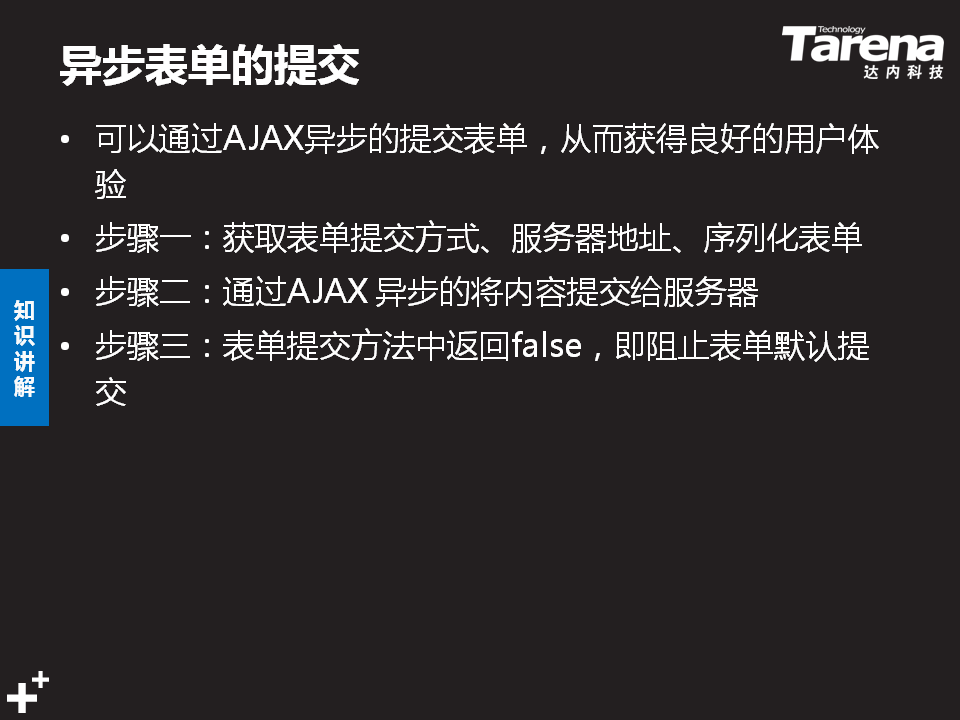 异步表单的提交
Technology
Tarena
达内科技
• 可以通过AJAX异步的提交表单，从而获得良好的用户体
验
• 步骤一：获取表单提交方式、服务器地址、序列化表单
• 步骤二：通过AJAX 异步的将内容提交给服务器
• 步骤三：表单提交方法中返回false，即阻止表单默认提
交
知
识
讲
解